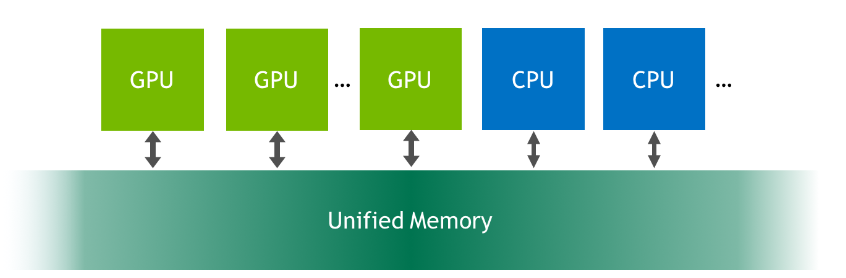 GPU GPU ... GPU CPU CPU ...
Unified Memory